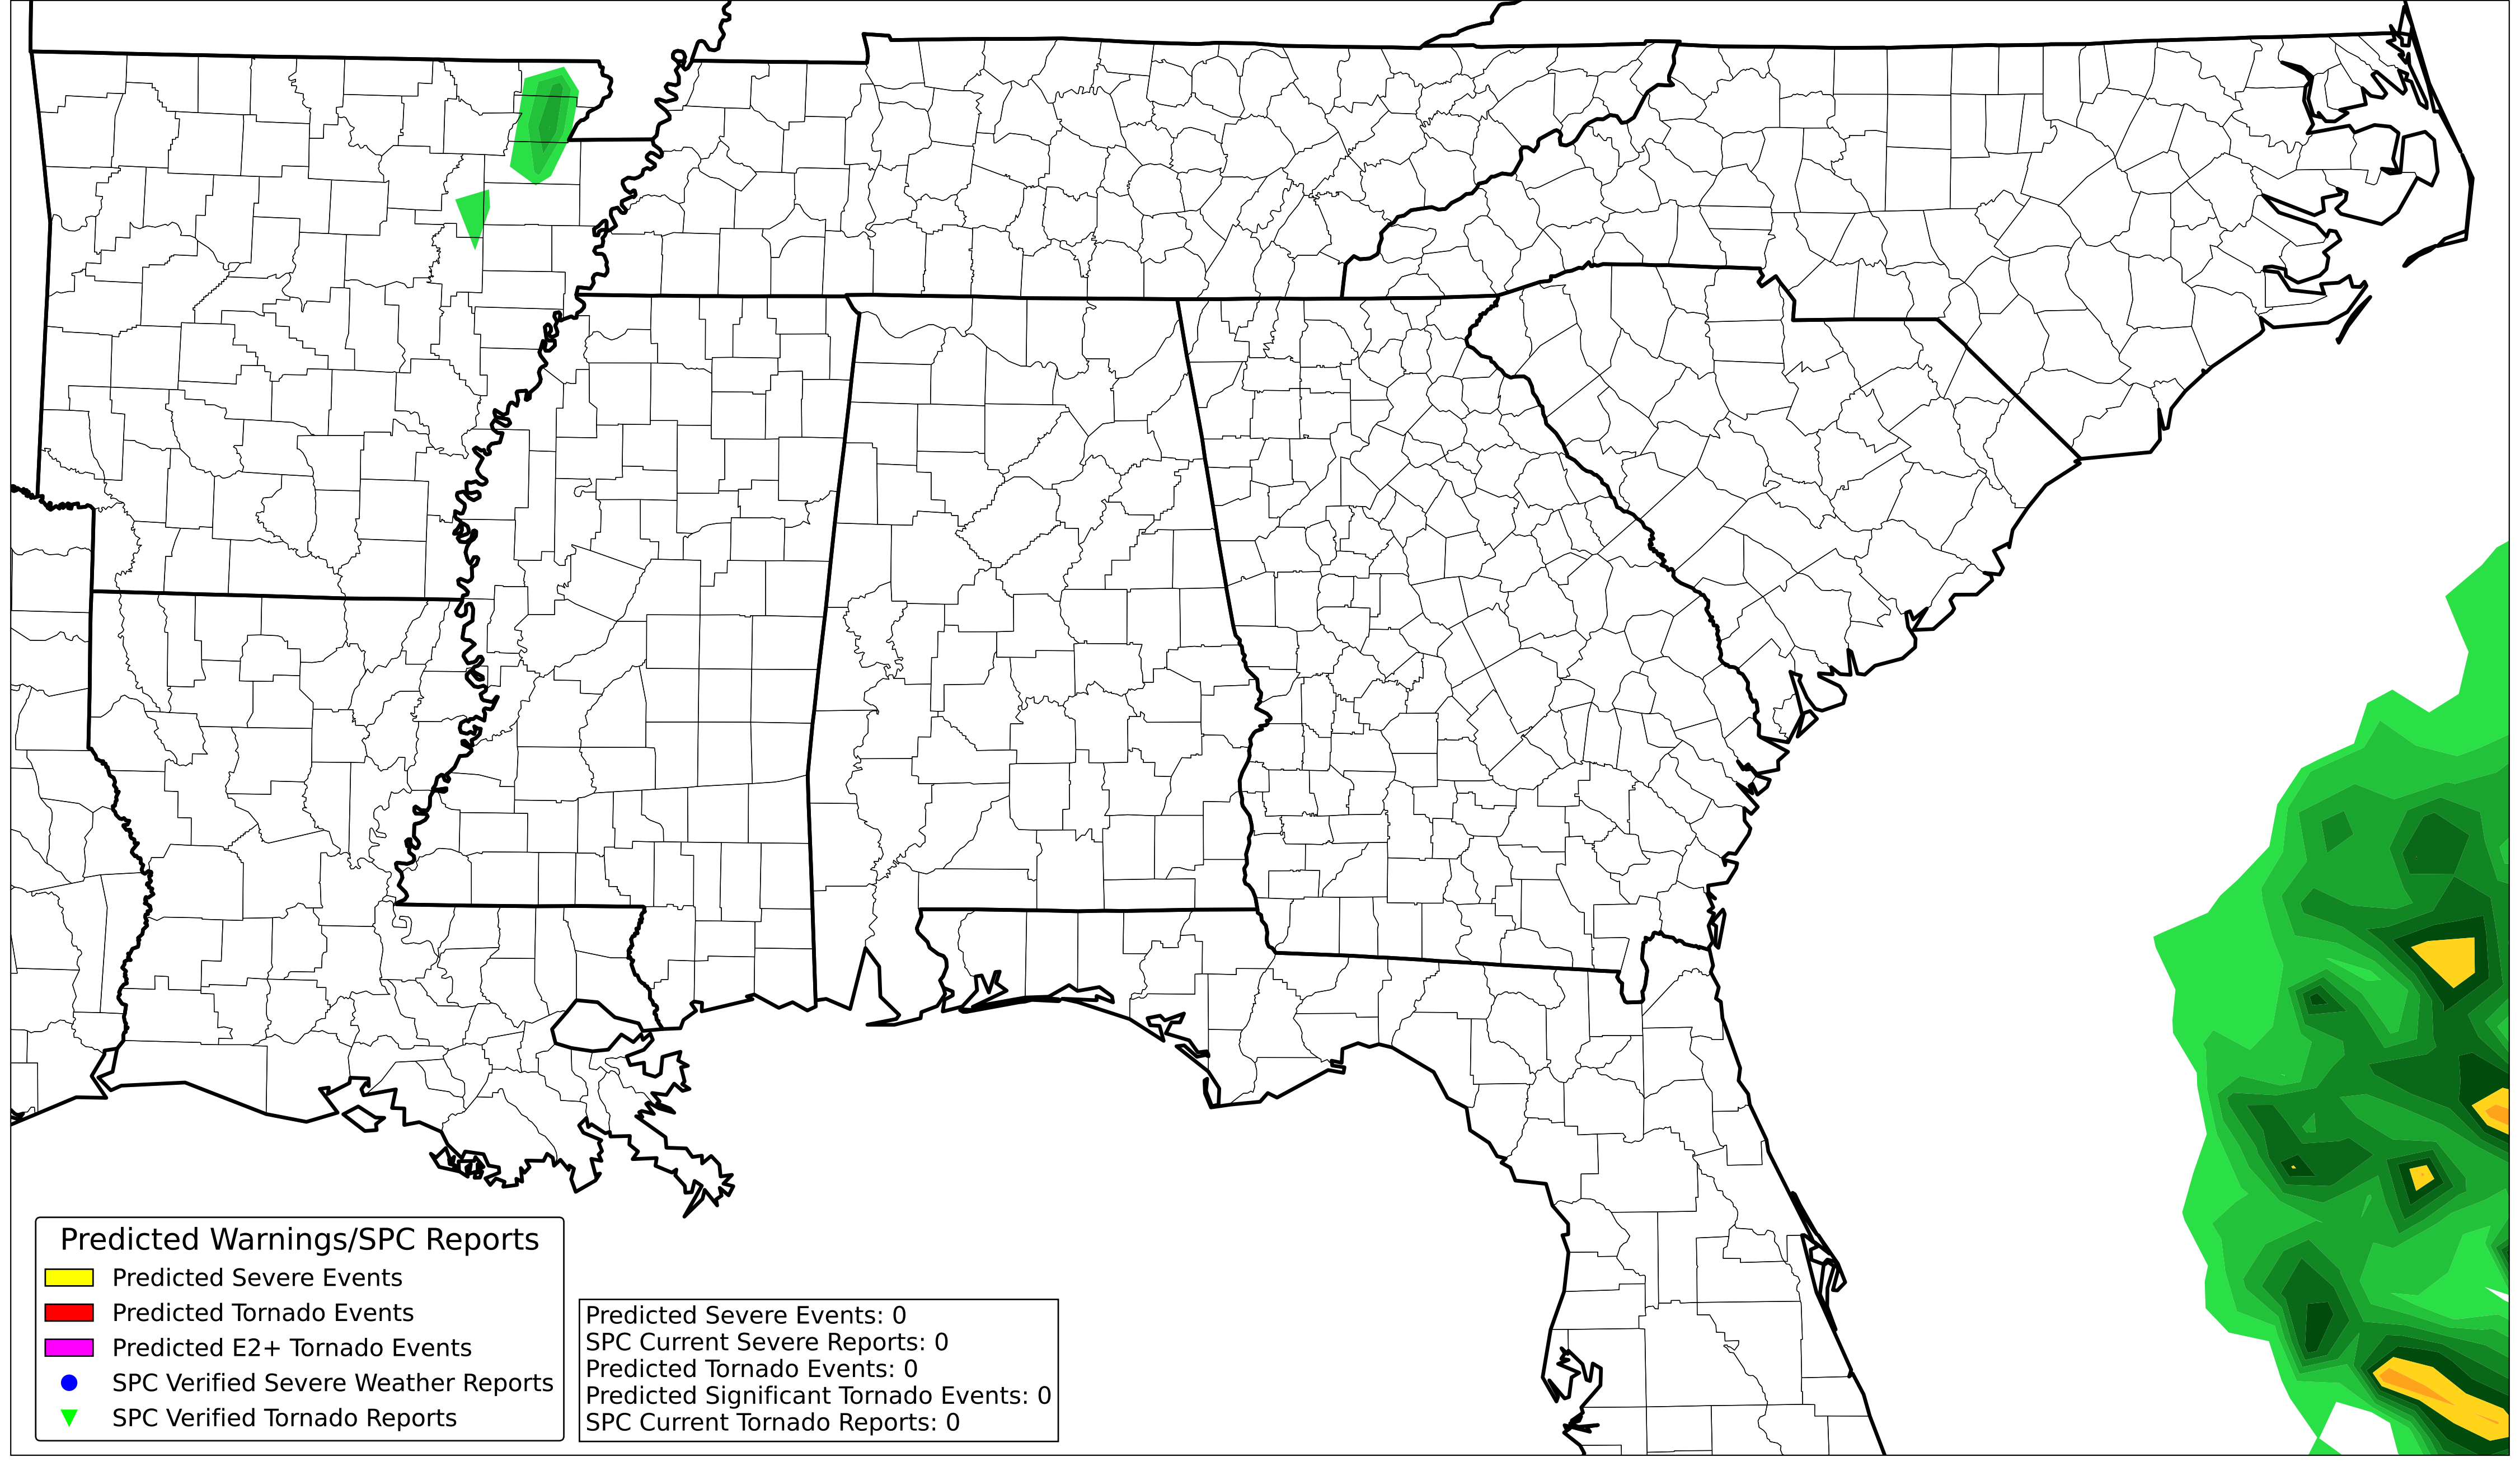 Predicted Warnings/SPC Reports
Predicted Severe Events
Predicted Tornado Events
Predicted E2+ Tornado Events
SPC Verified Severe Weather Reports
SPC Verified Tornado Reports
Predicted Severe Events: 0
SPC Current Severe Reports: 0
Predicted Tornado Events: 0
Predicted Significant Tornado Events: 0
SPC Current Tornado Reports: 0